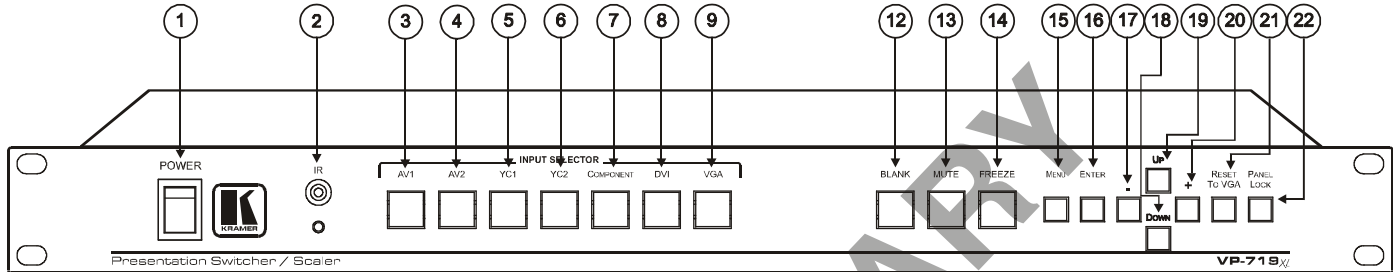 1 2 3 4 5 6 7 8 9 12 13 14 15 16 17 18 19 20 21 22
INPUT SELECTOR
POWER IR AV1 AV2 YC1 YC2 COMPONENT DVI VGA BLANK MUTE FREEZE MENU ENTER - UP + RESET TO VGA PANEL LOCK
K
KRAMER
DOWN
Presentation Switcher / Scaler VP-719XL
ARY